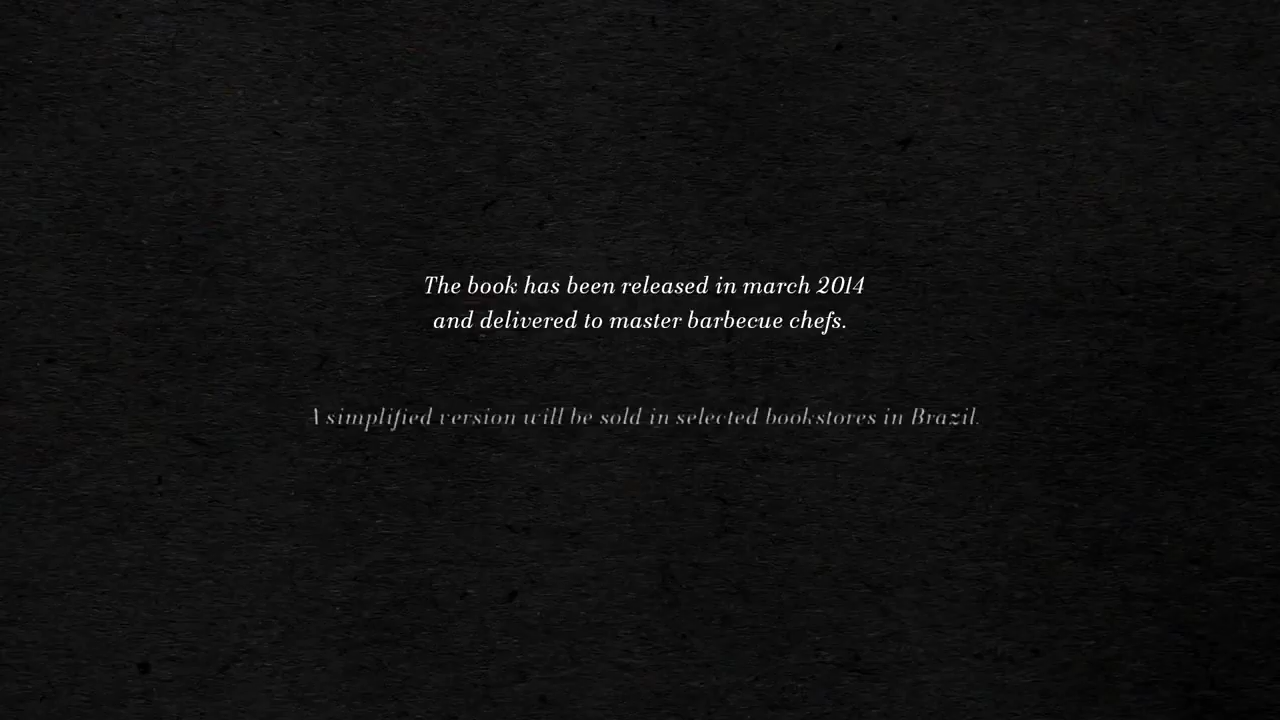 The book has been released in march 2014
and delivered to master barbecue chefs.
A simplified version will be sold in selected bookstores in Brazil.